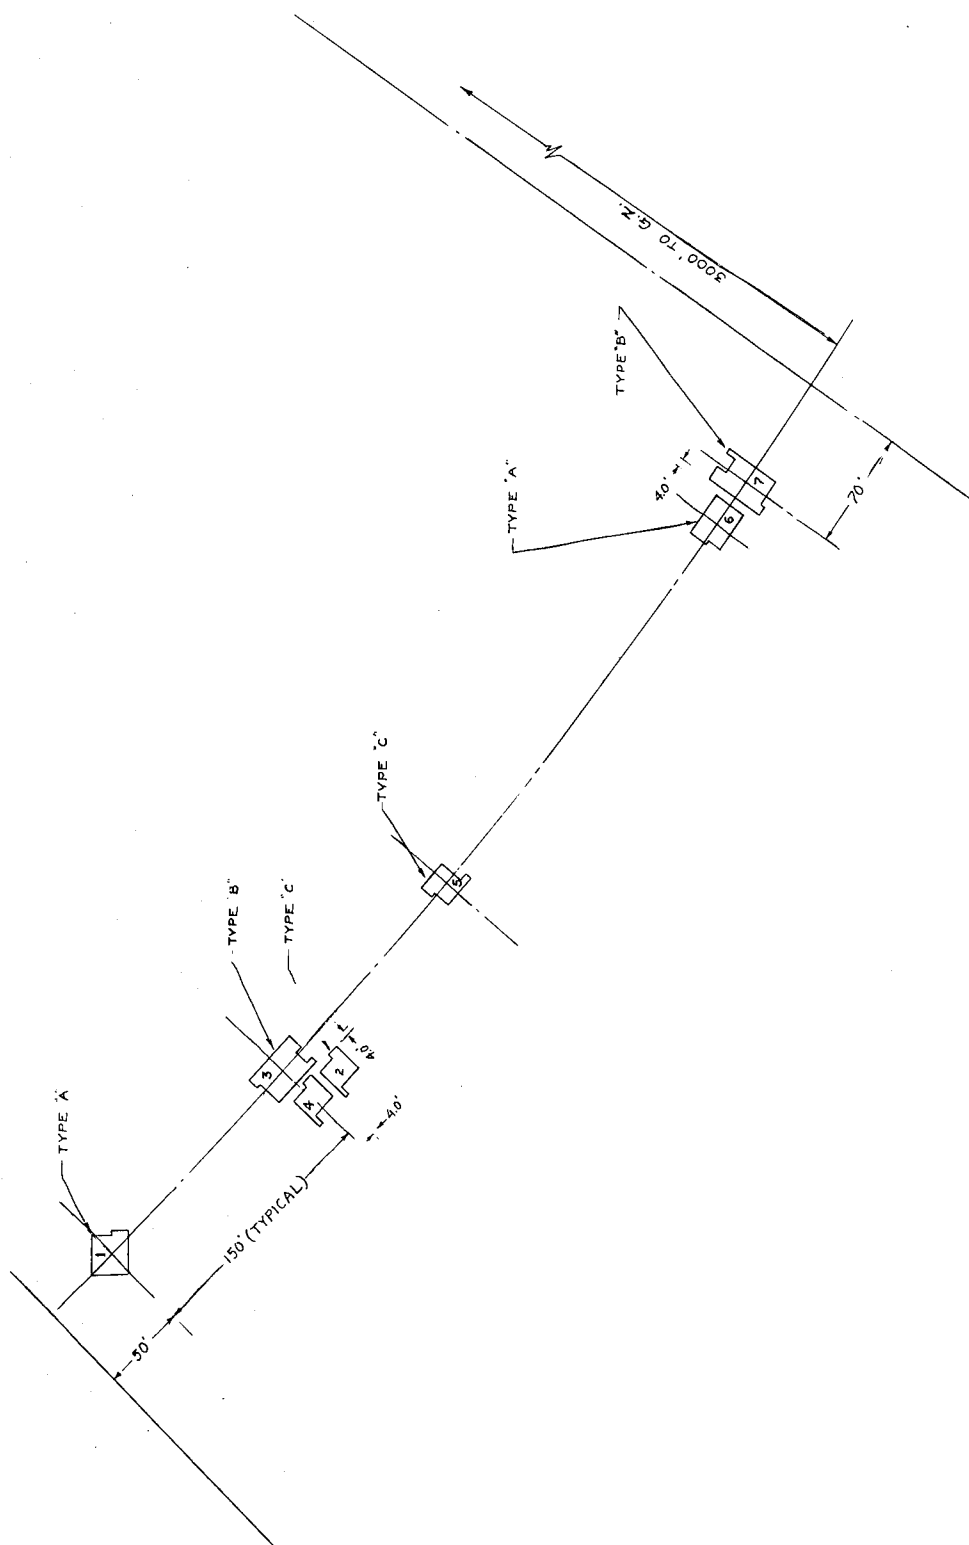 3000' TO G.Z.
TYPE "B"
TYPE "A"
4.0'
7
6
70'
TYPE "C"
5
TYPE "B"
TYPE "C"
3
4.0'
2
4
4.0'
TYPE "A"
1
150' (TYPICAL)
50'